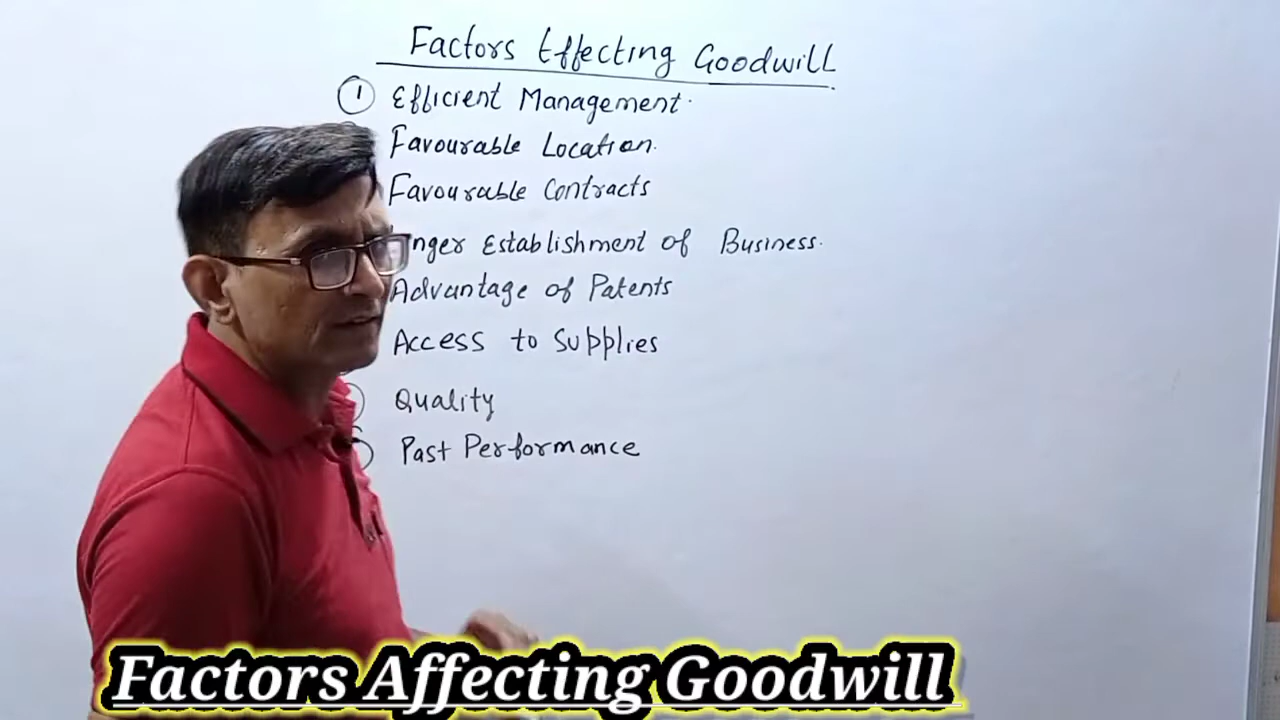 Factors Effecting Goodwill
1 Efficient Management.
Favourable Location.
Favourable Contracts
Establishment of Business.
Advantage of Patents
Access to Supplies
Quality
Past Performance
Factors Affecting Goodwill